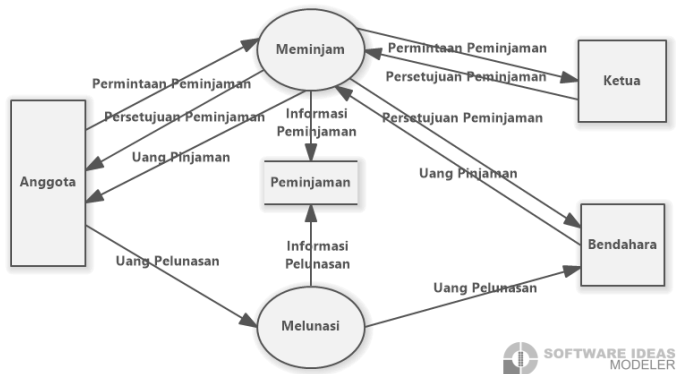 Meminjam
Permintaan Peminjaman
Ketua
Persetujuan Peminjaman
Permintaan Peminjaman
Persetujuan Peminjaman
Uang Pinjaman
Informasi
Peminjaman
Persetujuan Peminjaman
Uang Pinjaman
Anggota
Peminjaman
Bendahara
Informasi
Pelunasan
Uang Pelunasan
Uang Pelunasan
Melunasi
SOFTWARE IDEAS
MODELER